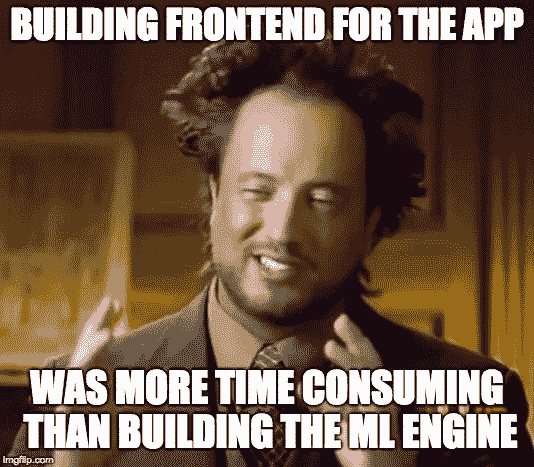 BUILDING FRONTEND FOR THE APP
WAS MORE TIME CONSUMING
THAN BUILDING THE ML ENGINE
imgflip.com